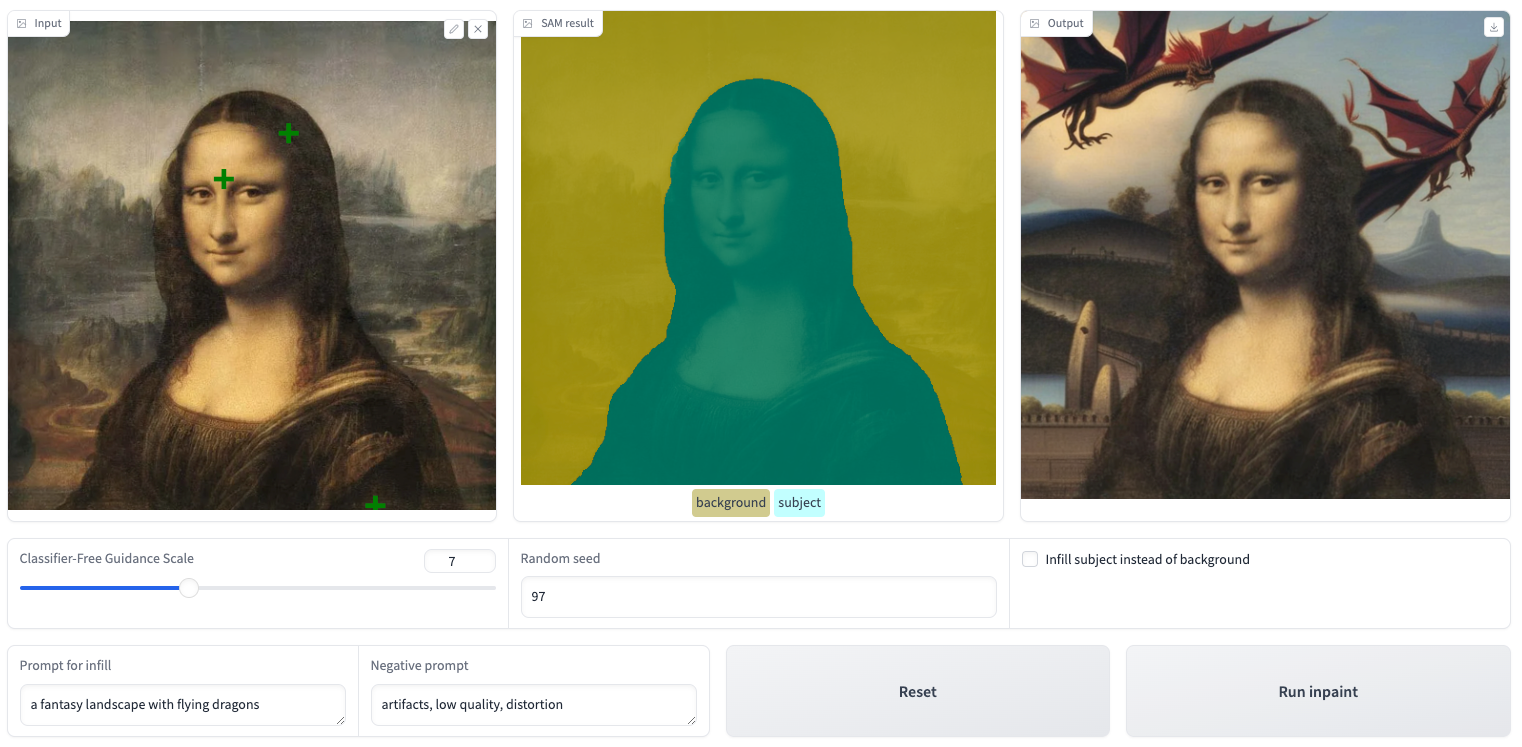 Input
SAM result
Output
background subject
Classifier-Free Guidance Scale
7
Random seed
97
Infill subject instead of background
Prompt for infill
a fantasy landscape with flying dragons
Negative prompt
artifacts, low quality, distortion
Reset
Run inpaint